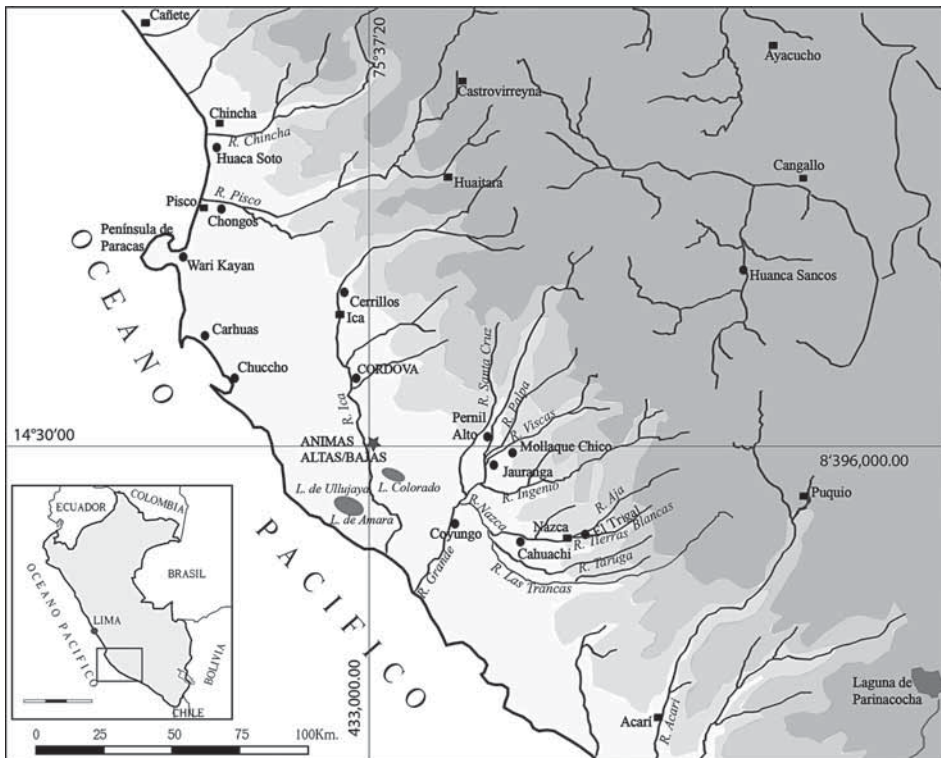 Cañete
75°37'20
Ayacucho
Castrovirreyna
Chincha
R. Chincha
Huaca Soto
Cangallo
Huaitara
R. Pisco
Pisco
Chongos
Península de
Paracas
Wari Kayan
Huanca Sancos
OCEANO
PACIFICO
Cerrillos
Ica
Carhuas
Chuccho
CORDOVA
R. Ica
R. Santa Cruz
R. Palpa
R. Viscas
Pernil
Alto
14°30'00
ANIMAS
ALTAS/BAJAS
Mollaque Chico
8'396,000.00
Jauranga
L. Colorado
L. de Ullujaya
L. de Amara
R. Ingenio
Puquio
R. Nazca
R. Aja
Nazca
El Trigal
R. Tierras Blancas
Coyungo
Cahuachi
R. Taruga
R. Grande
R. Las Trancas
433,000.00
Laguna de
Parinacocha
Acarí
R. Acarí
ECUADOR
COLOMBIA
BRASIL
OCEANO PACIFICO
LIMA
BOLIVIA
CHILE
0 25 50 75 100Km.